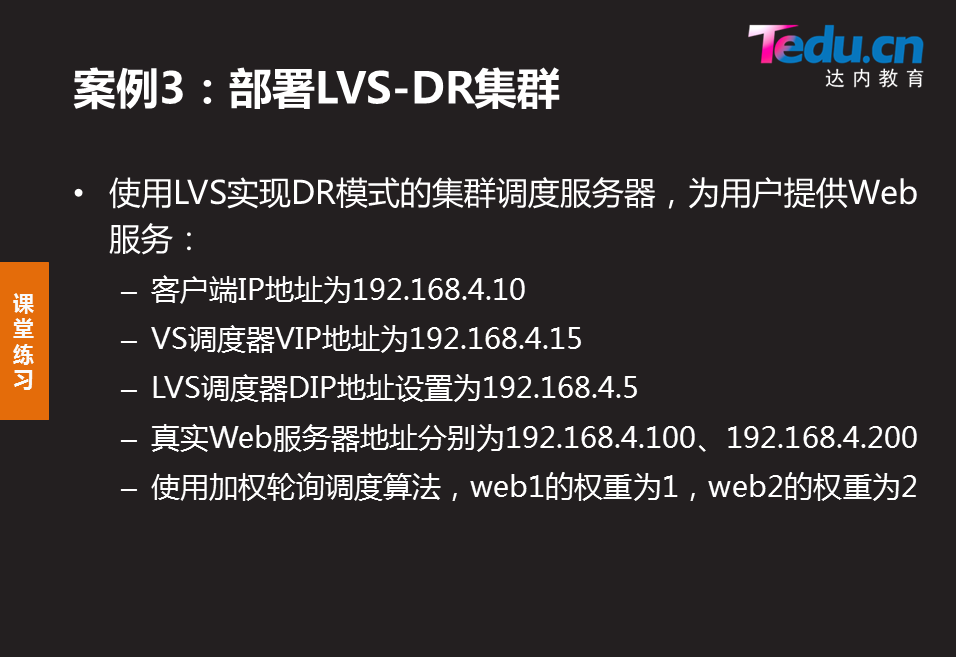 Tedu.cn
达内教育
案例3：部署LVS-DR集群
• 使用LVS实现DR模式的集群调度服务器，为用户提供Web
服务：
– 客户端IP地址为192.168.4.10
– VS调度器VIP地址为192.168.4.15
– LVS调度器DIP地址设置为192.168.4.5
– 真实Web服务器地址分别为192.168.4.100、192.168.4.200
– 使用加权轮询调度算法，web1的权重为1，web2的权重为2
课
堂
练
习